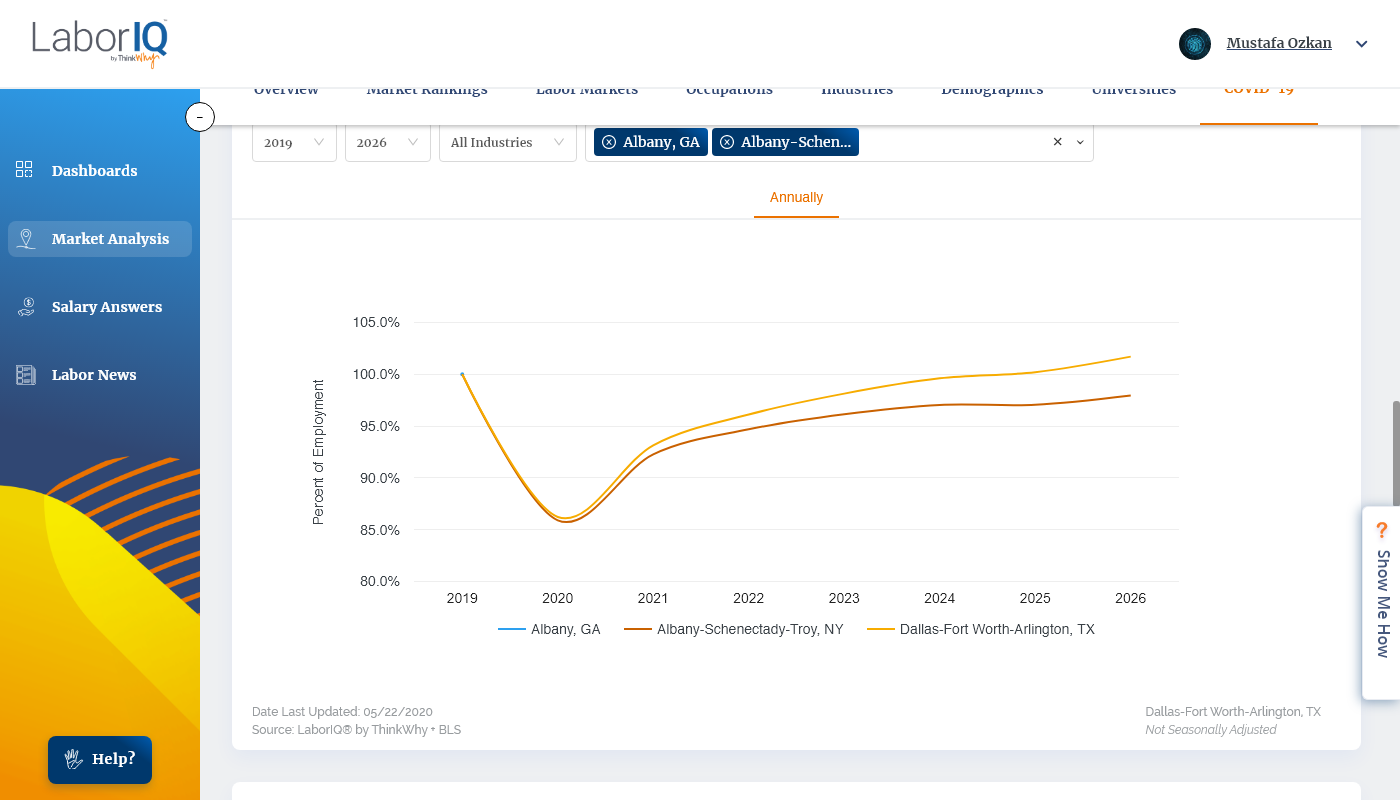 LaborIQ
by ThinkWhy
Mustafa Ozkan
Overview Market Rankings Labor Markets Occupations Industries Demographics Universities COVID-19
-
2019 2026 All Industries Albany, GA Albany-Schen...
Dashboards
Market Analysis
Salary Answers
Labor News
Help?
Annually
Percent of Employment
105.0%
100.0%
95.0%
90.0%
85.0%
80.0%
2019 2020 2021 2022 2023 2024 2025 2026
Albany, GA Albany-Schenectady-Troy, NY Dallas-Fort Worth-Arlington, TX
Date Last Updated: 05/22/2020
Source: LaborIQ® by ThinkWhy + BLS
Dallas-Fort Worth-Arlington, TX
Not Seasonally Adjusted
? Show Me How